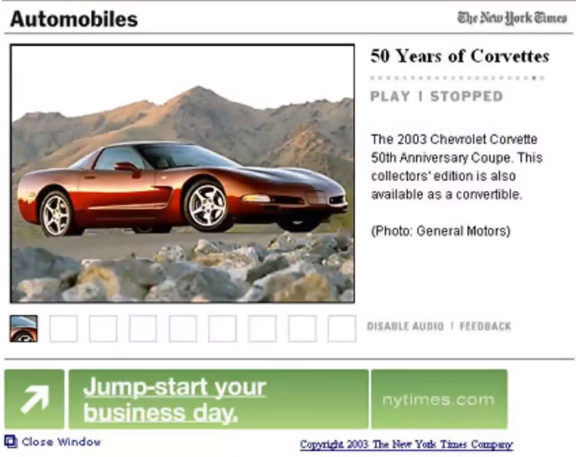 Automobiles
The New York Times
50 Years of Corvettes
PLAY | STOPPED
The 2003 Chevrolet Corvette
50th Anniversary Coupe. This
collectors' edition is also
available as a convertible.
(Photo: General Motors)
DISABLE AUDIO | FEEDBACK
Jump-start your
business day.
nytimes.com
Close Window
Copyright 2003 The New York Times Company